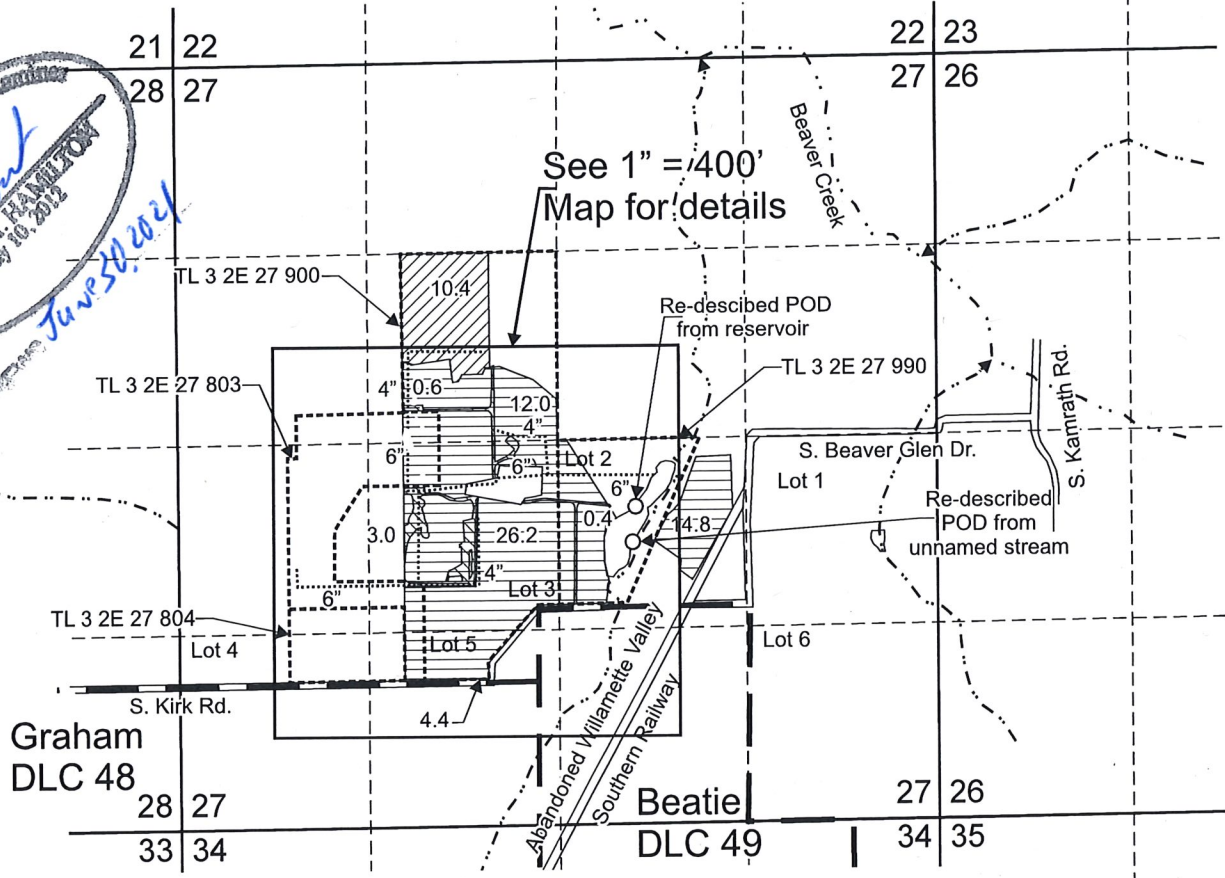 21 22
28 27
22 23
27 26
HAMILTON
10, 2012
June 30, 2021
Beaver Creek
See 1" = 400'
Map for details
TL 3 2E 27 900
10.4
Re-descibed POD
from reservoir
TL 3 2E 27 990
TL 3 2E 27 803
4"
0.6
12.0
4"
6"
6"
Lot 2
6"
S. Beaver Glen Dr.
S. Kamrath Rd.
Lot 1
Re-described
POD from
unnamed stream
3.0
26.2
0.4
14.8
4"
6"
Lot 3
TL 3 2E 27 804
Lot 4
Lot 5
Lot 6
S. Kirk Rd.
4.4
Abandoned Willamette Valley
Southern Railway
Graham
DLC 48
Beatie
DLC 49
28 27
33 34
27 26
34 35